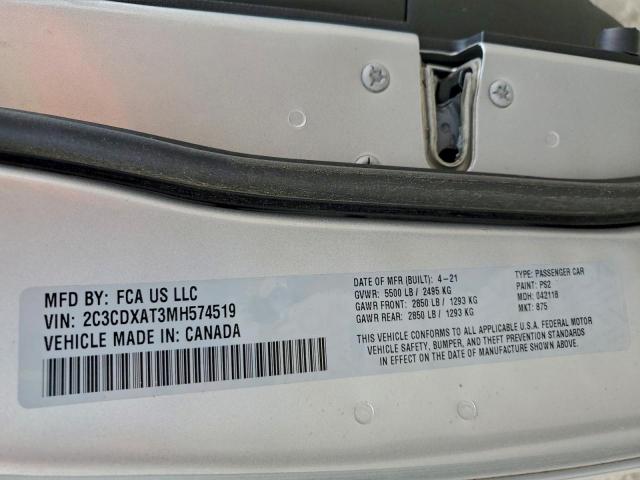 MFD BY: FCA US LLC
VIN: 2C3CDXAT3MH574519
VEHICLE MADE IN: CANADA
DATE OF MFR (BUILT): 4-21
GVWR: 5500 LB / 2495 KG
GAWR FRONT: 2850 LB / 1293 KG
GAWR REAR: 2850 LB / 1293 KG
TYPE: PASSENGER CAR
PAINT: PS2
MDH: 042118
MKT: 875
THIS VEHICLE CONFORMS TO ALL APPLICABLE U.S.A. FEDERAL MOTOR
VEHICLE SAFETY, BUMPER, AND THEFT PREVENTION STANDARDS
IN EFFECT ON THE DATE OF MANUFACTURE SHOWN ABOVE.